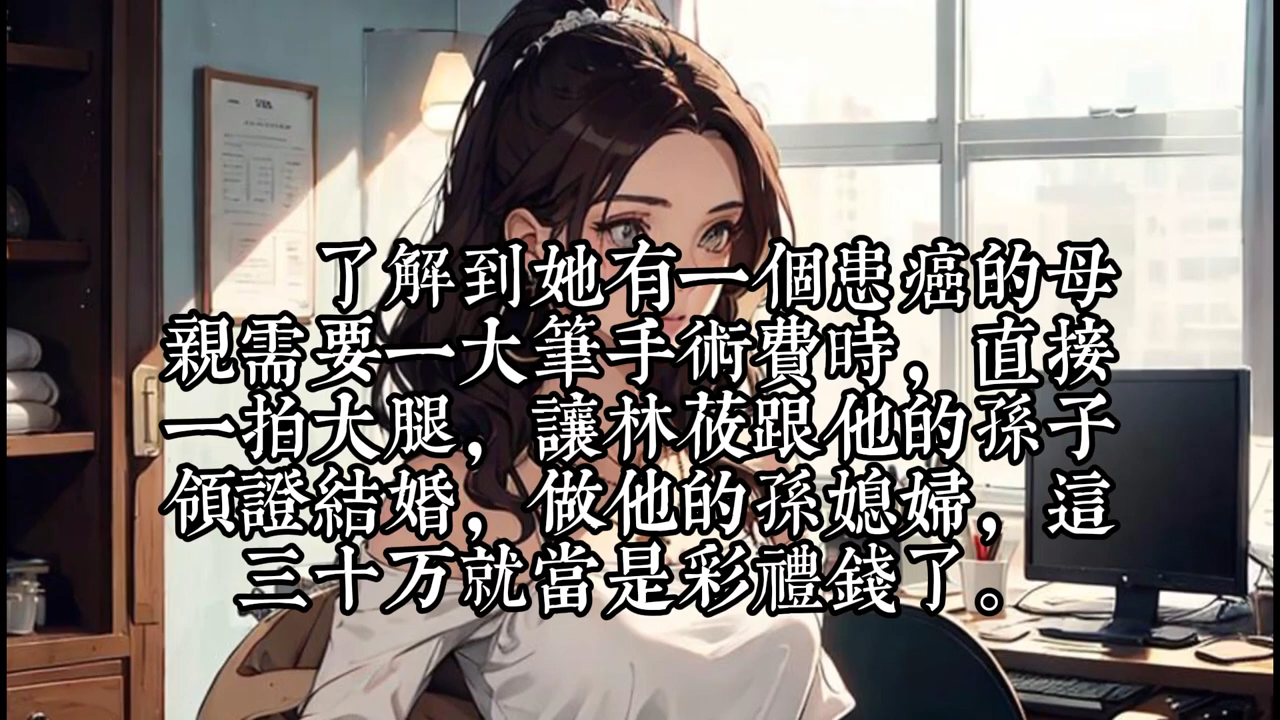 了解到她有一個患癌的母
親需要一大筆手術費時，直接
一拍大腿，讓林莜跟他的孫子
領證結婚，做他的孫媳婦，這
三十万就當是彩禮錢了。